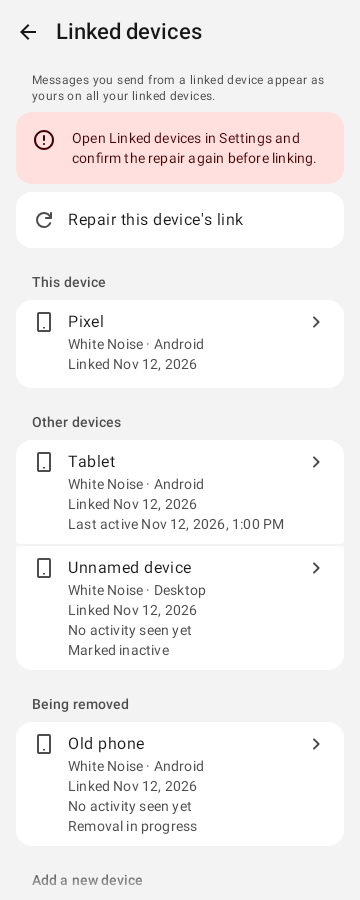 Linked devices
Messages you send from a linked device appear as
yours on all your linked devices.
Open Linked devices in Settings and
confirm the repair again before linking.
Repair this device's link
This device
Pixel
White Noise · Android
Linked Nov 12, 2026
Other devices
Tablet
White Noise · Android
Linked Nov 12, 2026
Last active Nov 12, 2026, 1:00 PM
Unnamed device
White Noise · Desktop
Linked Nov 12, 2026
No activity seen yet
Marked inactive
Being removed
Old phone
White Noise · Android
Linked Nov 12, 2026
No activity seen yet
Removal in progress
Add a new device